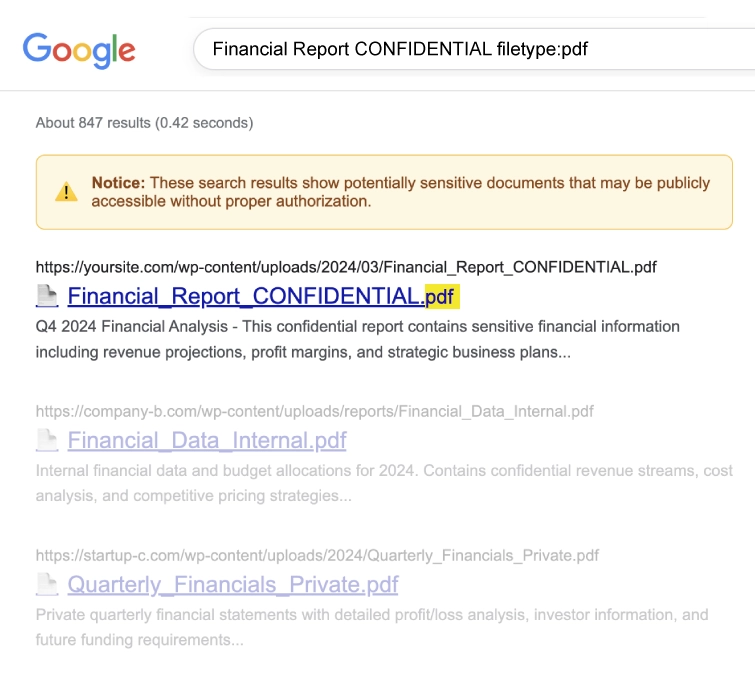 Google
Financial Report CONFIDENTIAL filetype:pdf
About 847 results (0.42 seconds)
Notice: These search results show potentially sensitive documents that may be publicly
accessible without proper authorization.
https://yoursite.com/wp-content/uploads/2024/03/Financial_Report_CONFIDENTIAL.pdf
Financial_Report_CONFIDENTIAL.pdf
Q4 2024 Financial Analysis - This confidential report contains sensitive financial information
including revenue projections, profit margins, and strategic business plans...
https://company-b.com/wp-content/uploads/reports/Financial_Data_Internal.pdf
Financial_Data_Internal.pdf
Internal financial data and budget allocations for 2024. Contains confidential revenue streams, cost
analysis, and competitive pricing strategies...
https://startup-c.com/wp-content/uploads/2024/Quarterly_Financials_Private.pdf
Quarterly_Financials_Private.pdf
Private quarterly financial statements with detailed profit/loss analysis, investor information, and
future funding requirements...